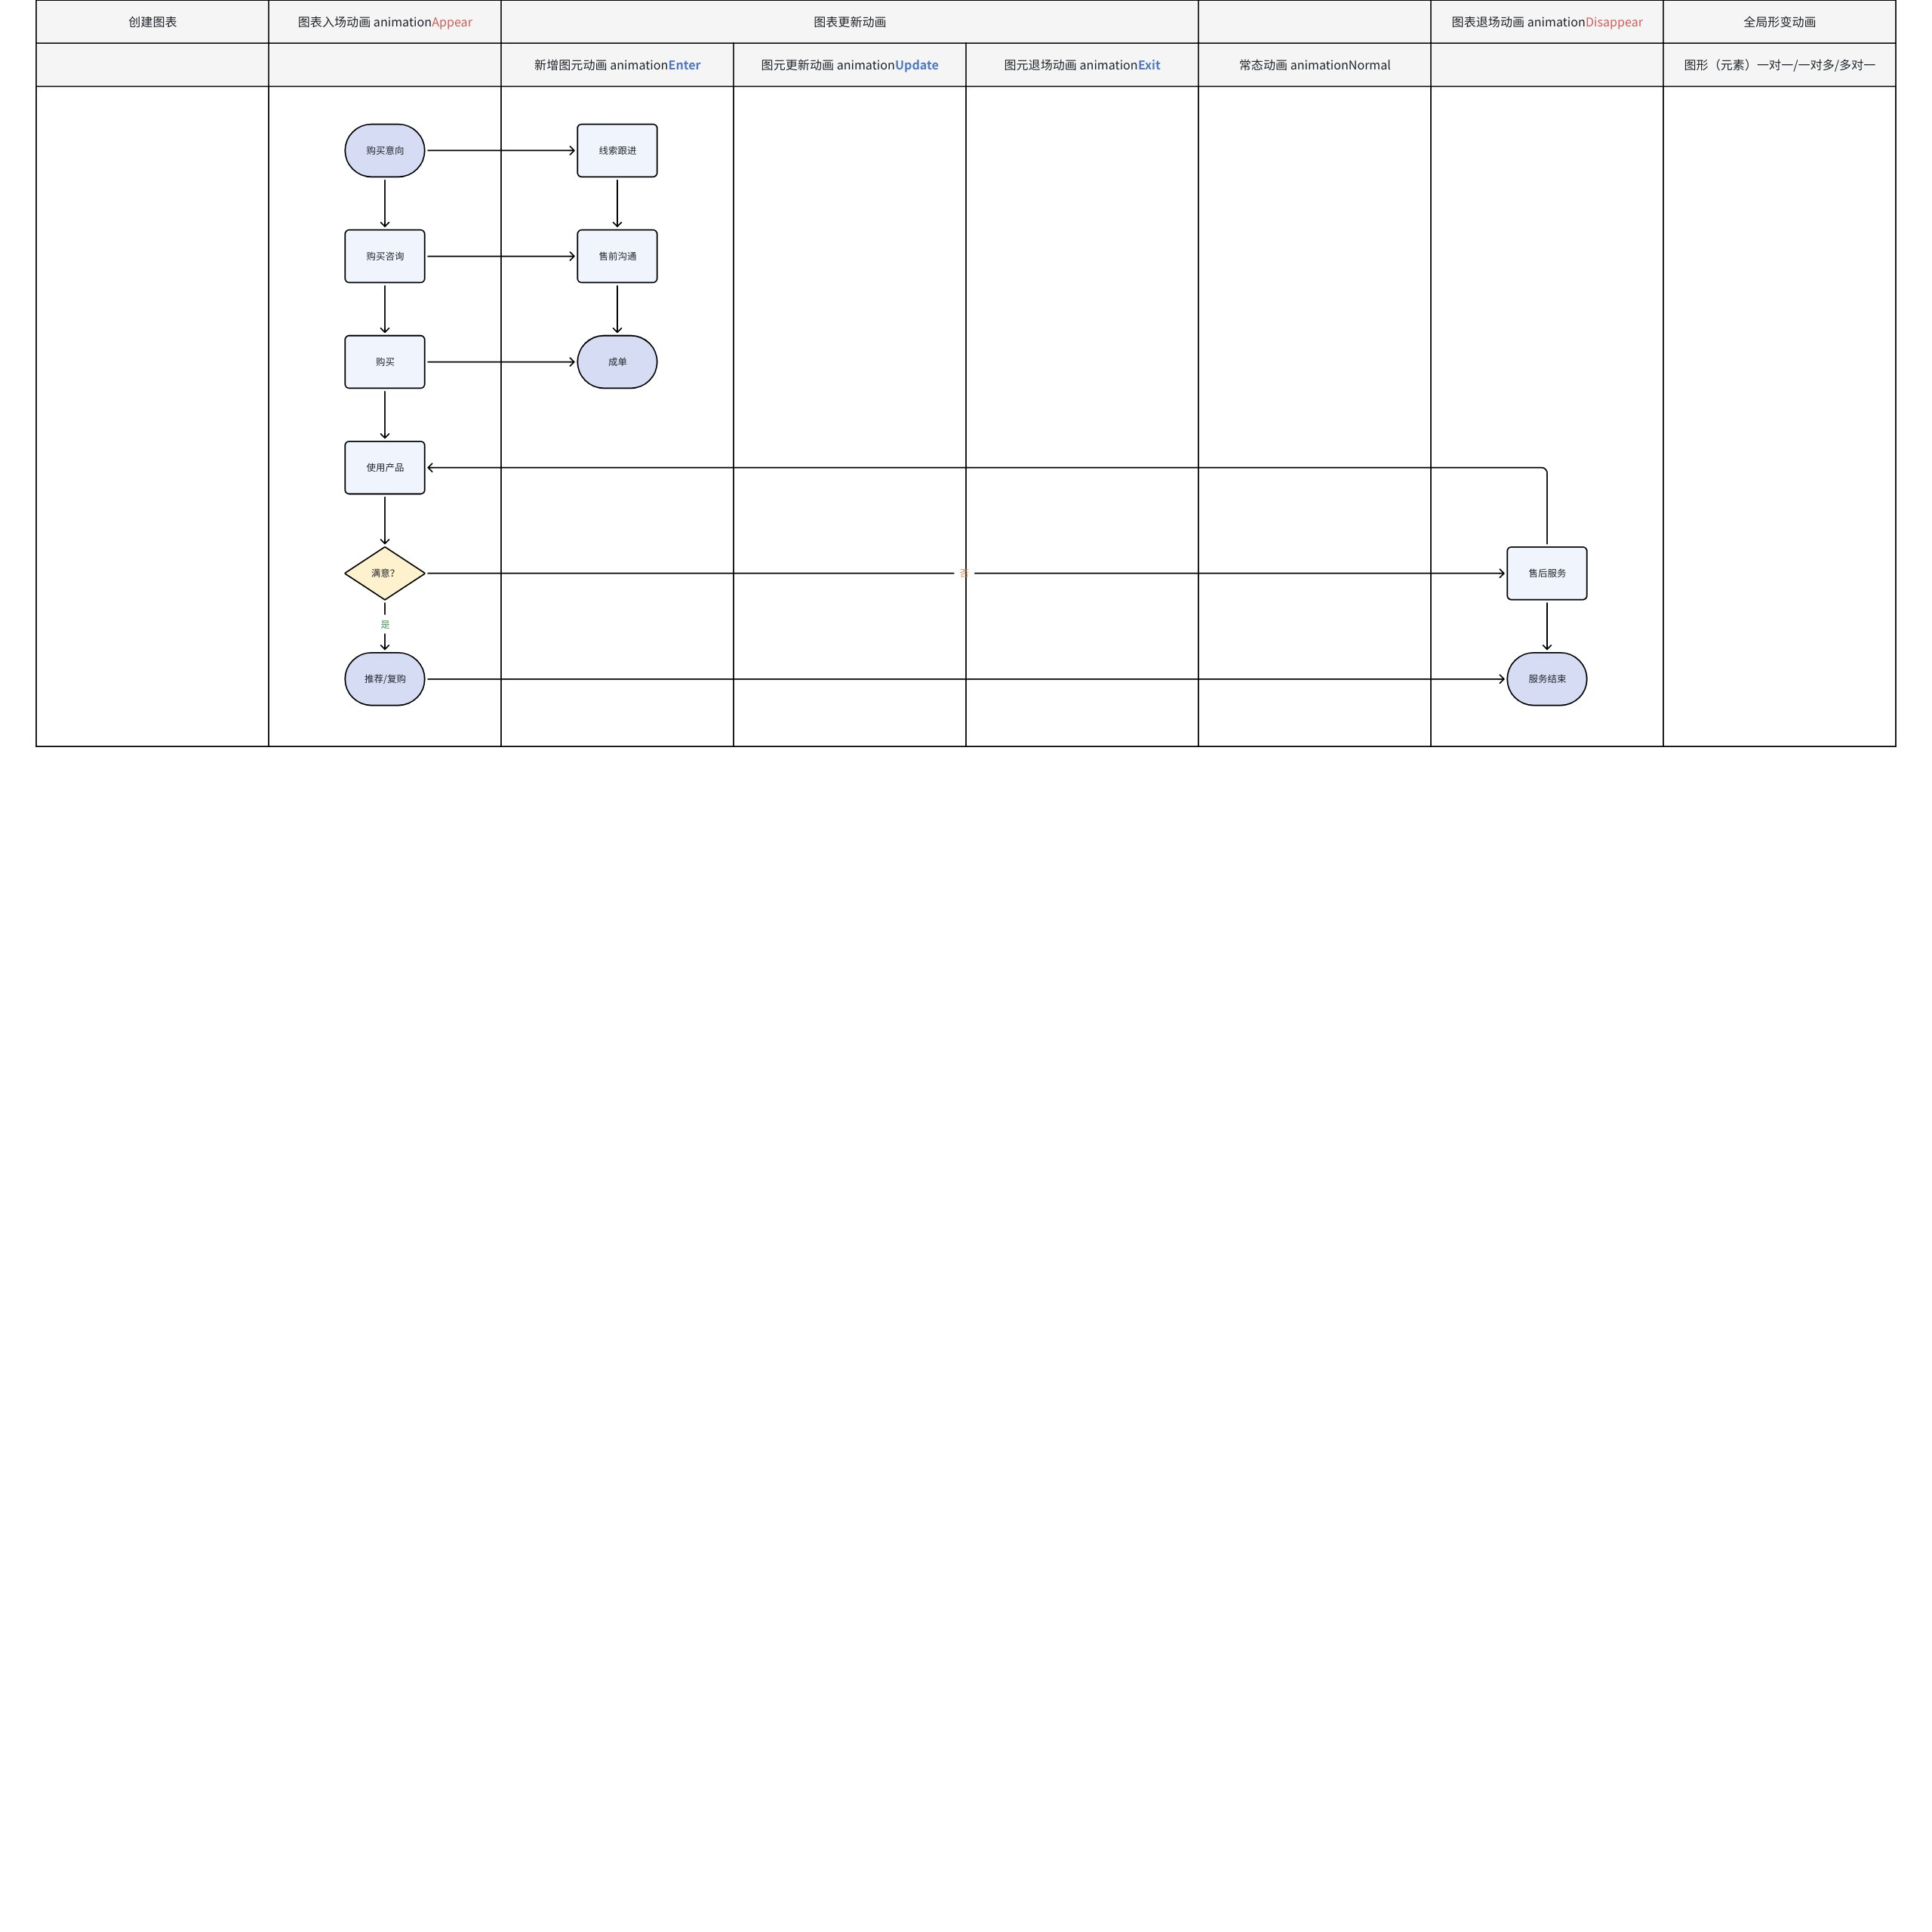 创建图表
图表入场动画 animationAppear
图表更新动画
图表退场动画 animationDisappear
全局形变动画
新增图元动画 animationEnter
图元更新动画 animationUpdate
图元退场动画 animationExit
常态动画 animationNormal
图形（元素）一对一/一对多/多对一
购买意向
线索跟进
购买咨询
售前沟通
购买
成单
使用产品
满意?
否
售后服务
是
推荐/复购
服务结束